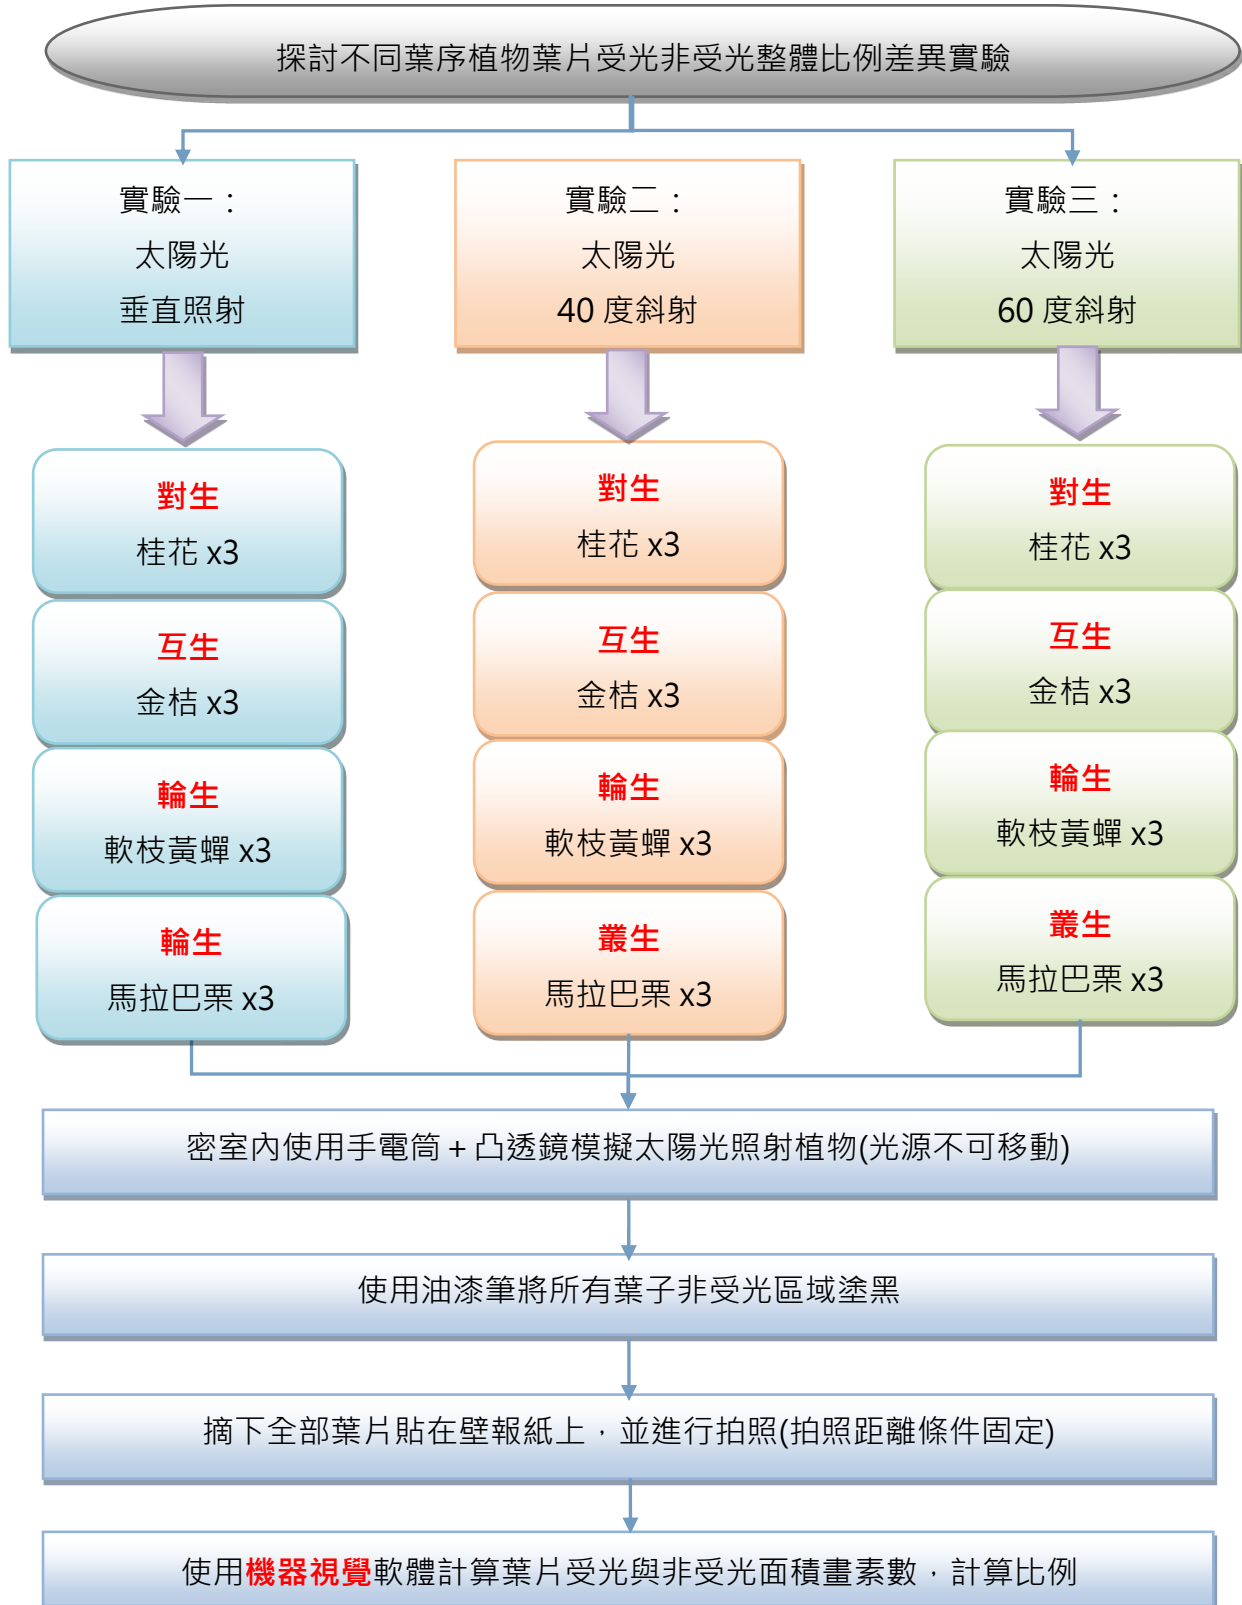 探討不同葉序植物葉片受光非受光整體比例差異實驗
實驗一：
太陽光
垂直照射
實驗二：
太陽光
40 度斜射
實驗三：
太陽光
60 度斜射
對生
桂花 x3
互生
金桔 x3
輪生
軟枝黃蟬 x3
輪生
馬拉巴栗 x3
對生
桂花 x3
互生
金桔 x3
輪生
軟枝黃蟬 x3
叢生
馬拉巴栗 x3
對生
桂花 x3
互生
金桔 x3
輪生
軟枝黃蟬 x3
叢生
馬拉巴栗 x3
密室內使用手電筒＋凸透鏡模擬太陽光照射植物(光源不可移動)
使用油漆筆將所有葉子非受光區域塗黑
摘下全部葉片貼在壁報紙上，並進行拍照(拍照距離條件固定)
使用機器視覺軟體計算葉片受光與非受光面積畫素數，計算比例